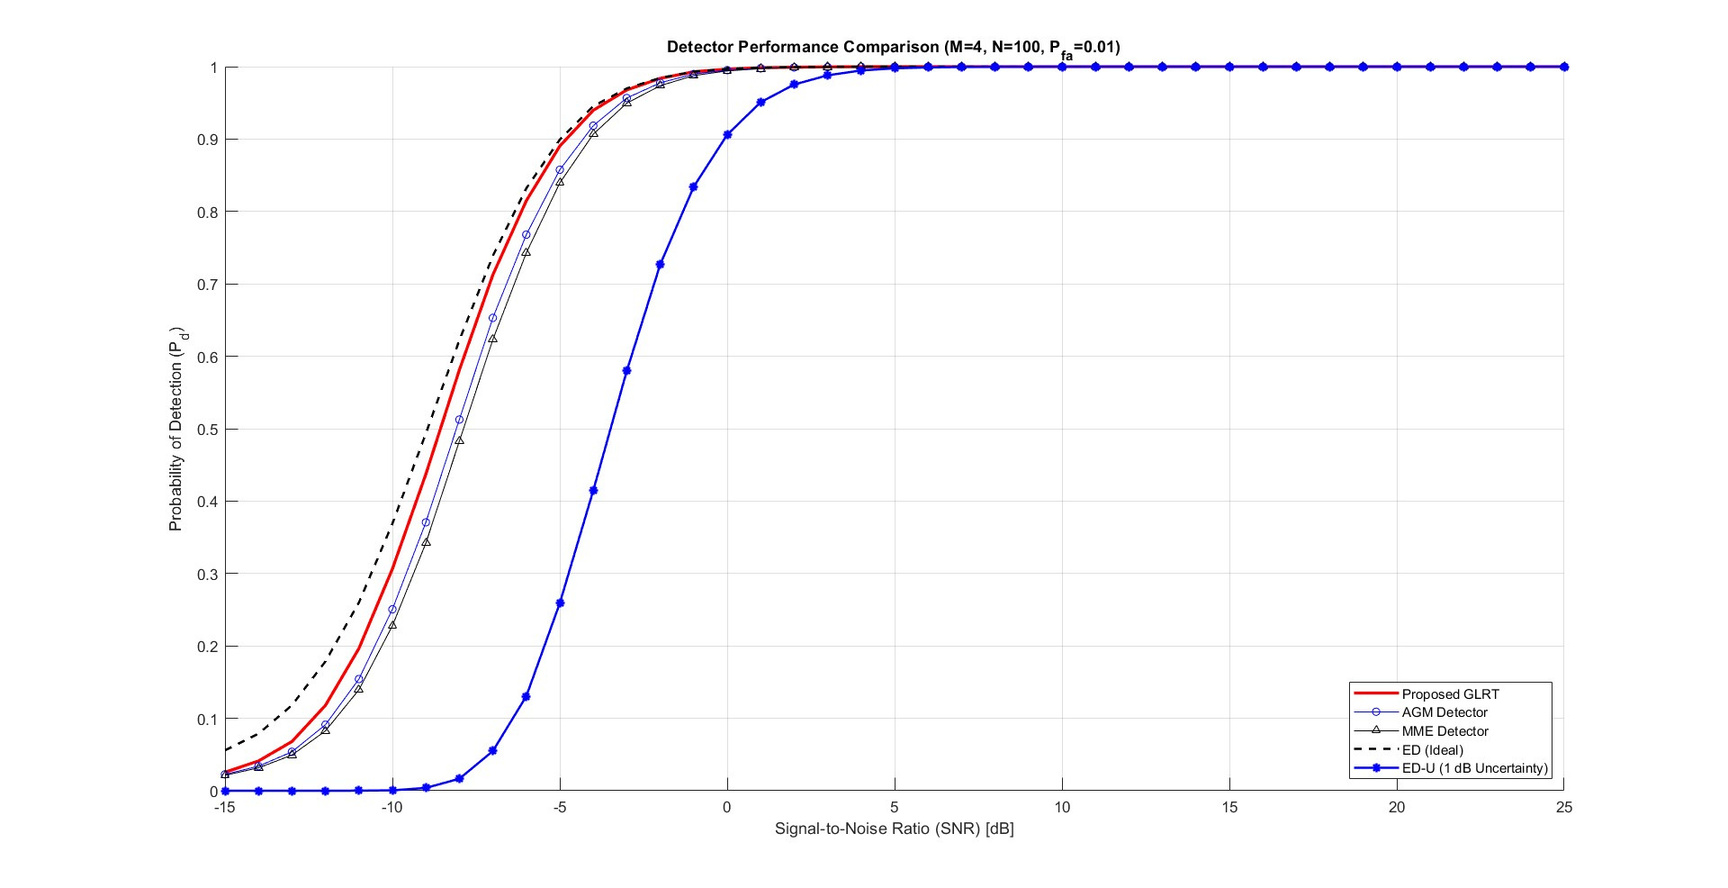 Detector Performance Comparison (M=4, N=100, Pfa=0.01)
1
0.9
0.8
0.7
0.6
0.5
0.4
0.3
0.2
0.1
0
Probability of Detection (Pd)
-15 -10 -5 0 5 10 15 20 25
Signal-to-Noise Ratio (SNR) [dB]
Proposed GLRT
AGM Detector
MME Detector
ED (Ideal)
ED-U (1 dB Uncertainty)